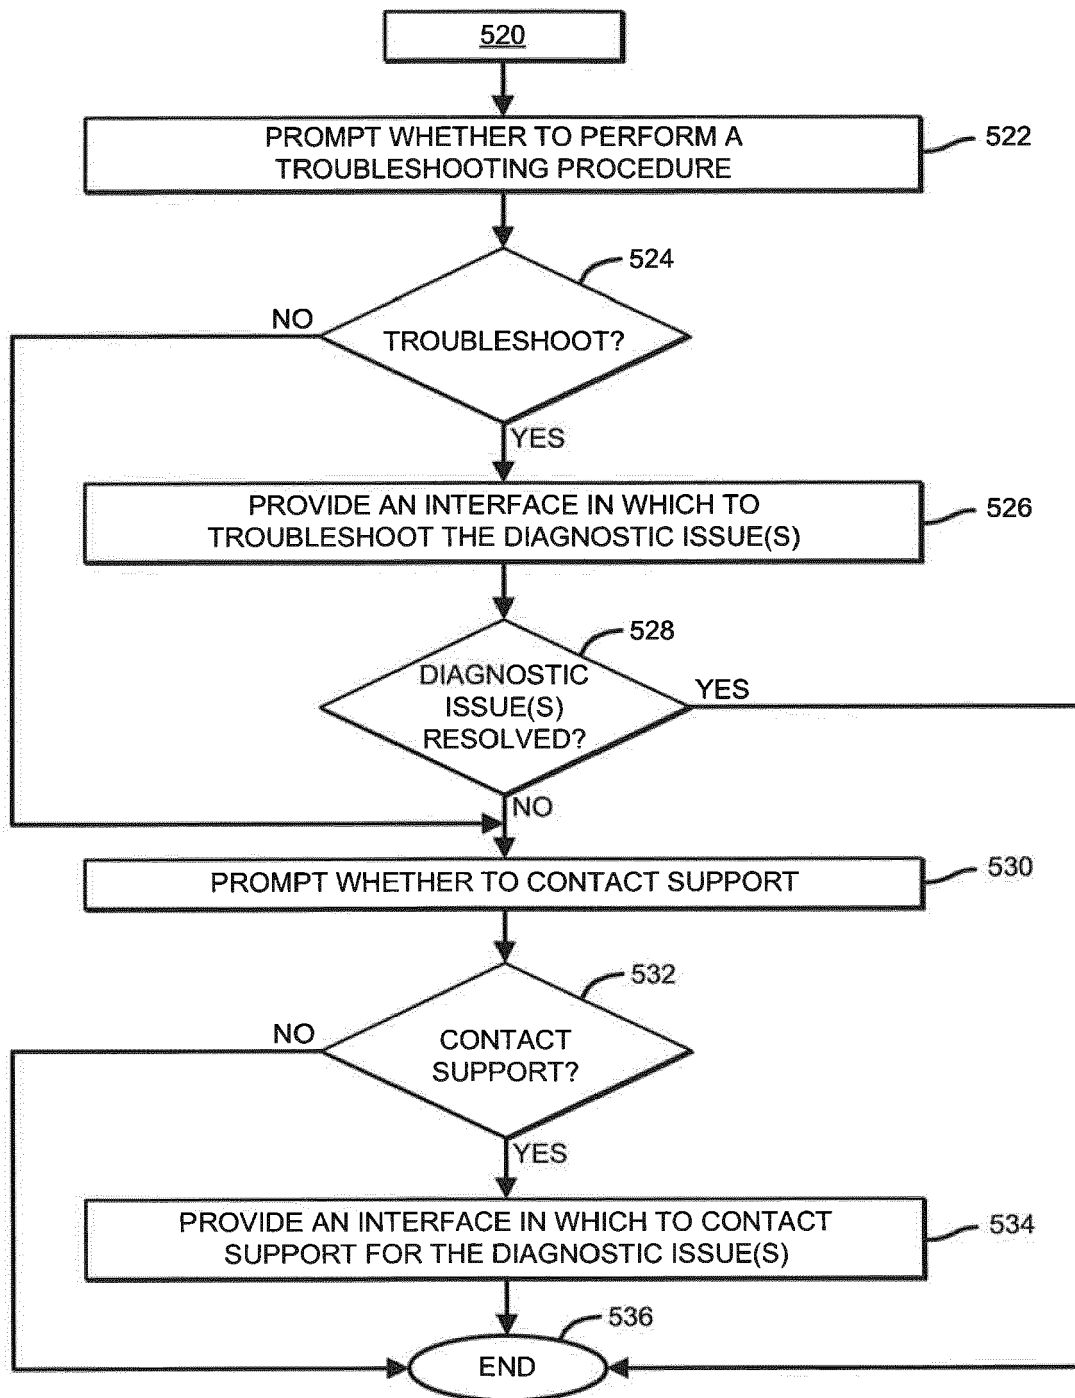 520
PROMPT WHETHER TO PERFORM A
TROUBLESHOOTING PROCEDURE
522
524
NO
TROUBLESHOOT?
YES
PROVIDE AN INTERFACE IN WHICH TO
TROUBLESHOOT THE DIAGNOSTIC ISSUE(S)
526
528
DIAGNOSTIC
ISSUE(S)
RESOLVED?
YES
NO
PROMPT WHETHER TO CONTACT SUPPORT
530
532
NO
CONTACT
SUPPORT?
YES
PROVIDE AN INTERFACE IN WHICH TO CONTACT
SUPPORT FOR THE DIAGNOSTIC ISSUE(S)
534
536
END